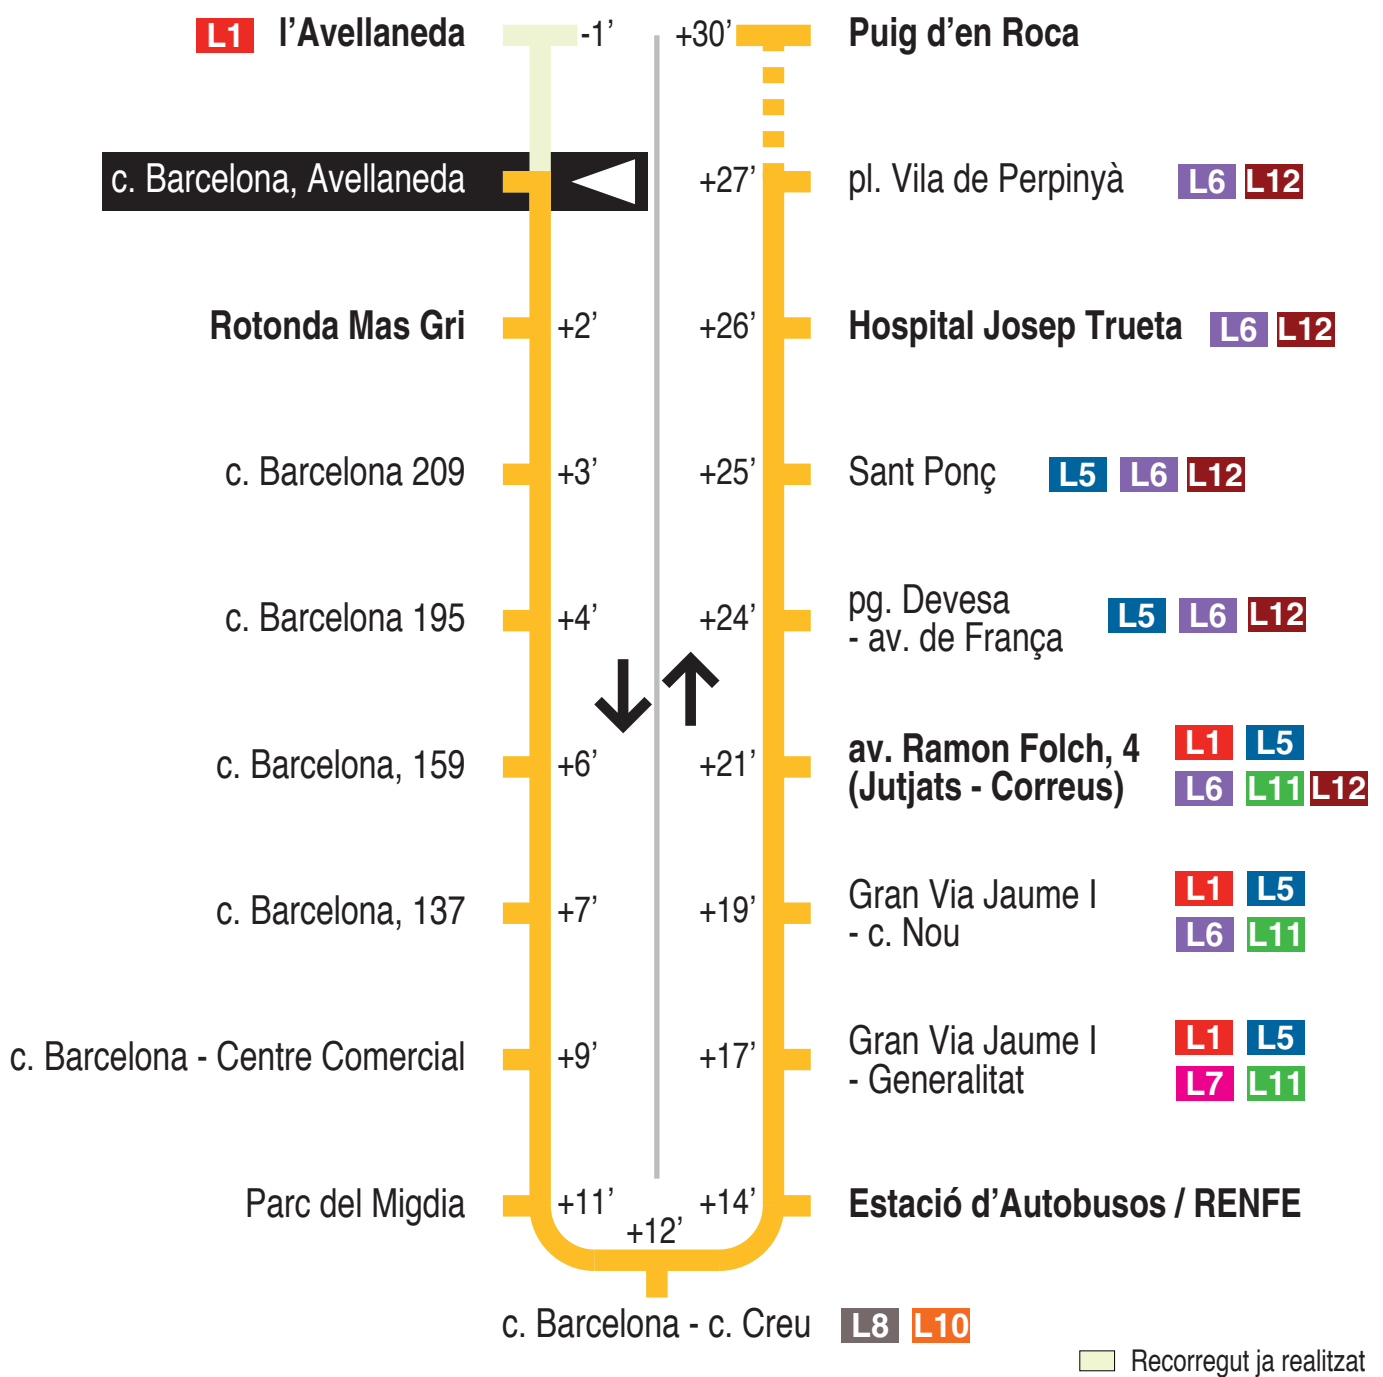 L1 l’Avellaneda -1’
c. Barcelona, Avellaneda
Rotonda Mas Gri +2’
c. Barcelona 209 +3’
c. Barcelona 195 +4’
c. Barcelona, 159 +6’
c. Barcelona, 137 +7’
c. Barcelona - Centre Comercial +9’
Parc del Migdia +11’
+12’
c. Barcelona - c. Creu L8 L10
+14’ Estació d’Autobusos / RENFE
+17’ Gran Via Jaume I
- Generalitat
L1 L5
L7 L11
+19’ Gran Via Jaume I
- c. Nou
L1 L5
L6 L11
+21’ av. Ramon Folch, 4
(Jutjats - Correus)
L1 L5
L6 L11 L12
+24’ pg. Devesa
- av. de França
L5 L6 L12
+25’ Sant Ponç L5 L6 L12
+26’ Hospital Josep Trueta L6 L12
+27’ pl. Vila de Perpinyà L6 L12
+30’ Puig d’en Roca
Recorregut ja realitzat